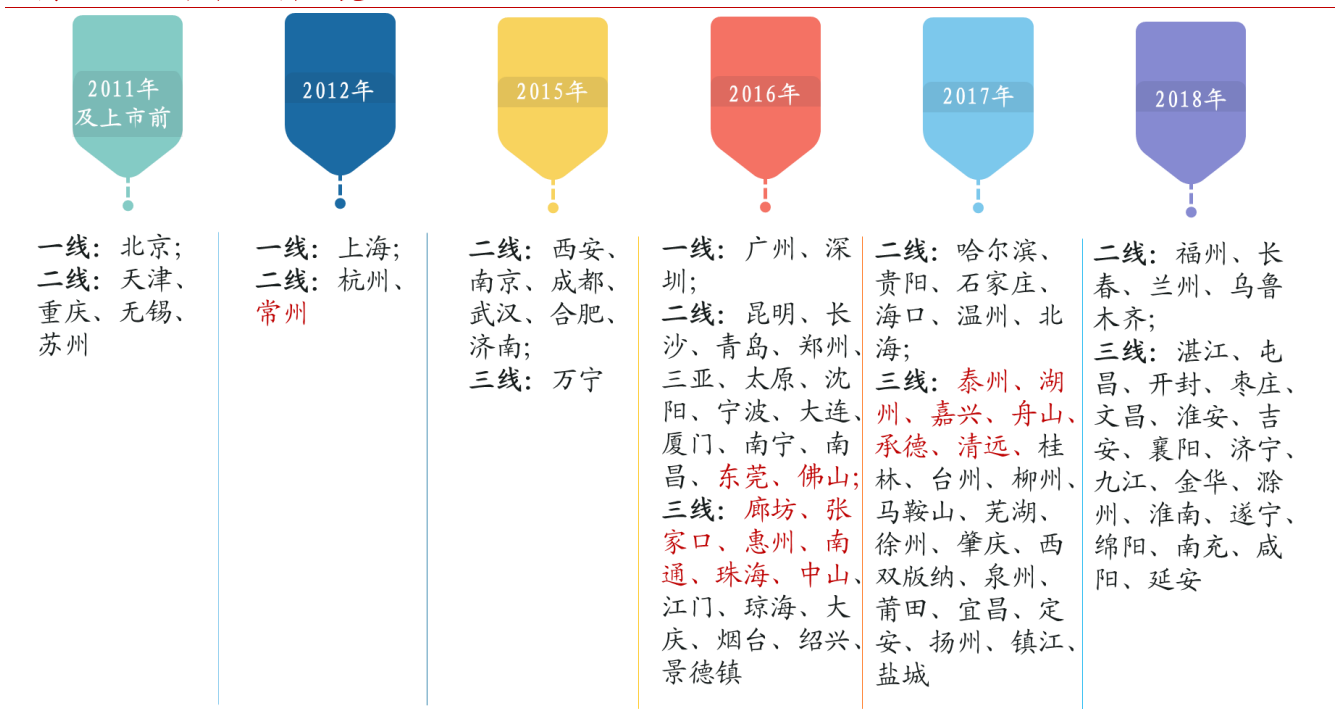 2011年
及上市前
一线：北京;
二线：天津、
重庆、无锡、
苏州
2012年
一线：上海;
二线：杭州、
常州
2015年
二线：西安、
南京、成都、
武汉、合肥、
济南;
三线：万宁
2016年
一线：广州、深
圳;
二线：昆明、长
沙、青岛、郑州、
三亚、太原、沈
阳、宁波、大连、
厦门、南宁、南
昌、东莞、佛山;
三线：廊坊、张
家口、惠州、南
通、珠海、中山、
江门、琼海、大
庆、烟台、绍兴、
景德镇
2017年
二线：哈尔滨、
贵阳、石家庄、
海口、温州、北
海;
三线：泰州、湖
州、嘉兴、舟山、
承德、清远、桂
林、台州、柳州、
马鞍山、芜湖、
徐州、肇庆、西
双版纳、泉州、
莆田、宜昌、定
安、扬州、镇江、
盐城
2018年
二线：福州、长
春、兰州、乌鲁
木齐;
三线：湛江、屯
昌、开封、枣庄、
文昌、淮安、吉
安、襄阳、济宁、
九江、金华、滁
州、淮南、遂宁、
绵阳、南充、咸
阳、延安